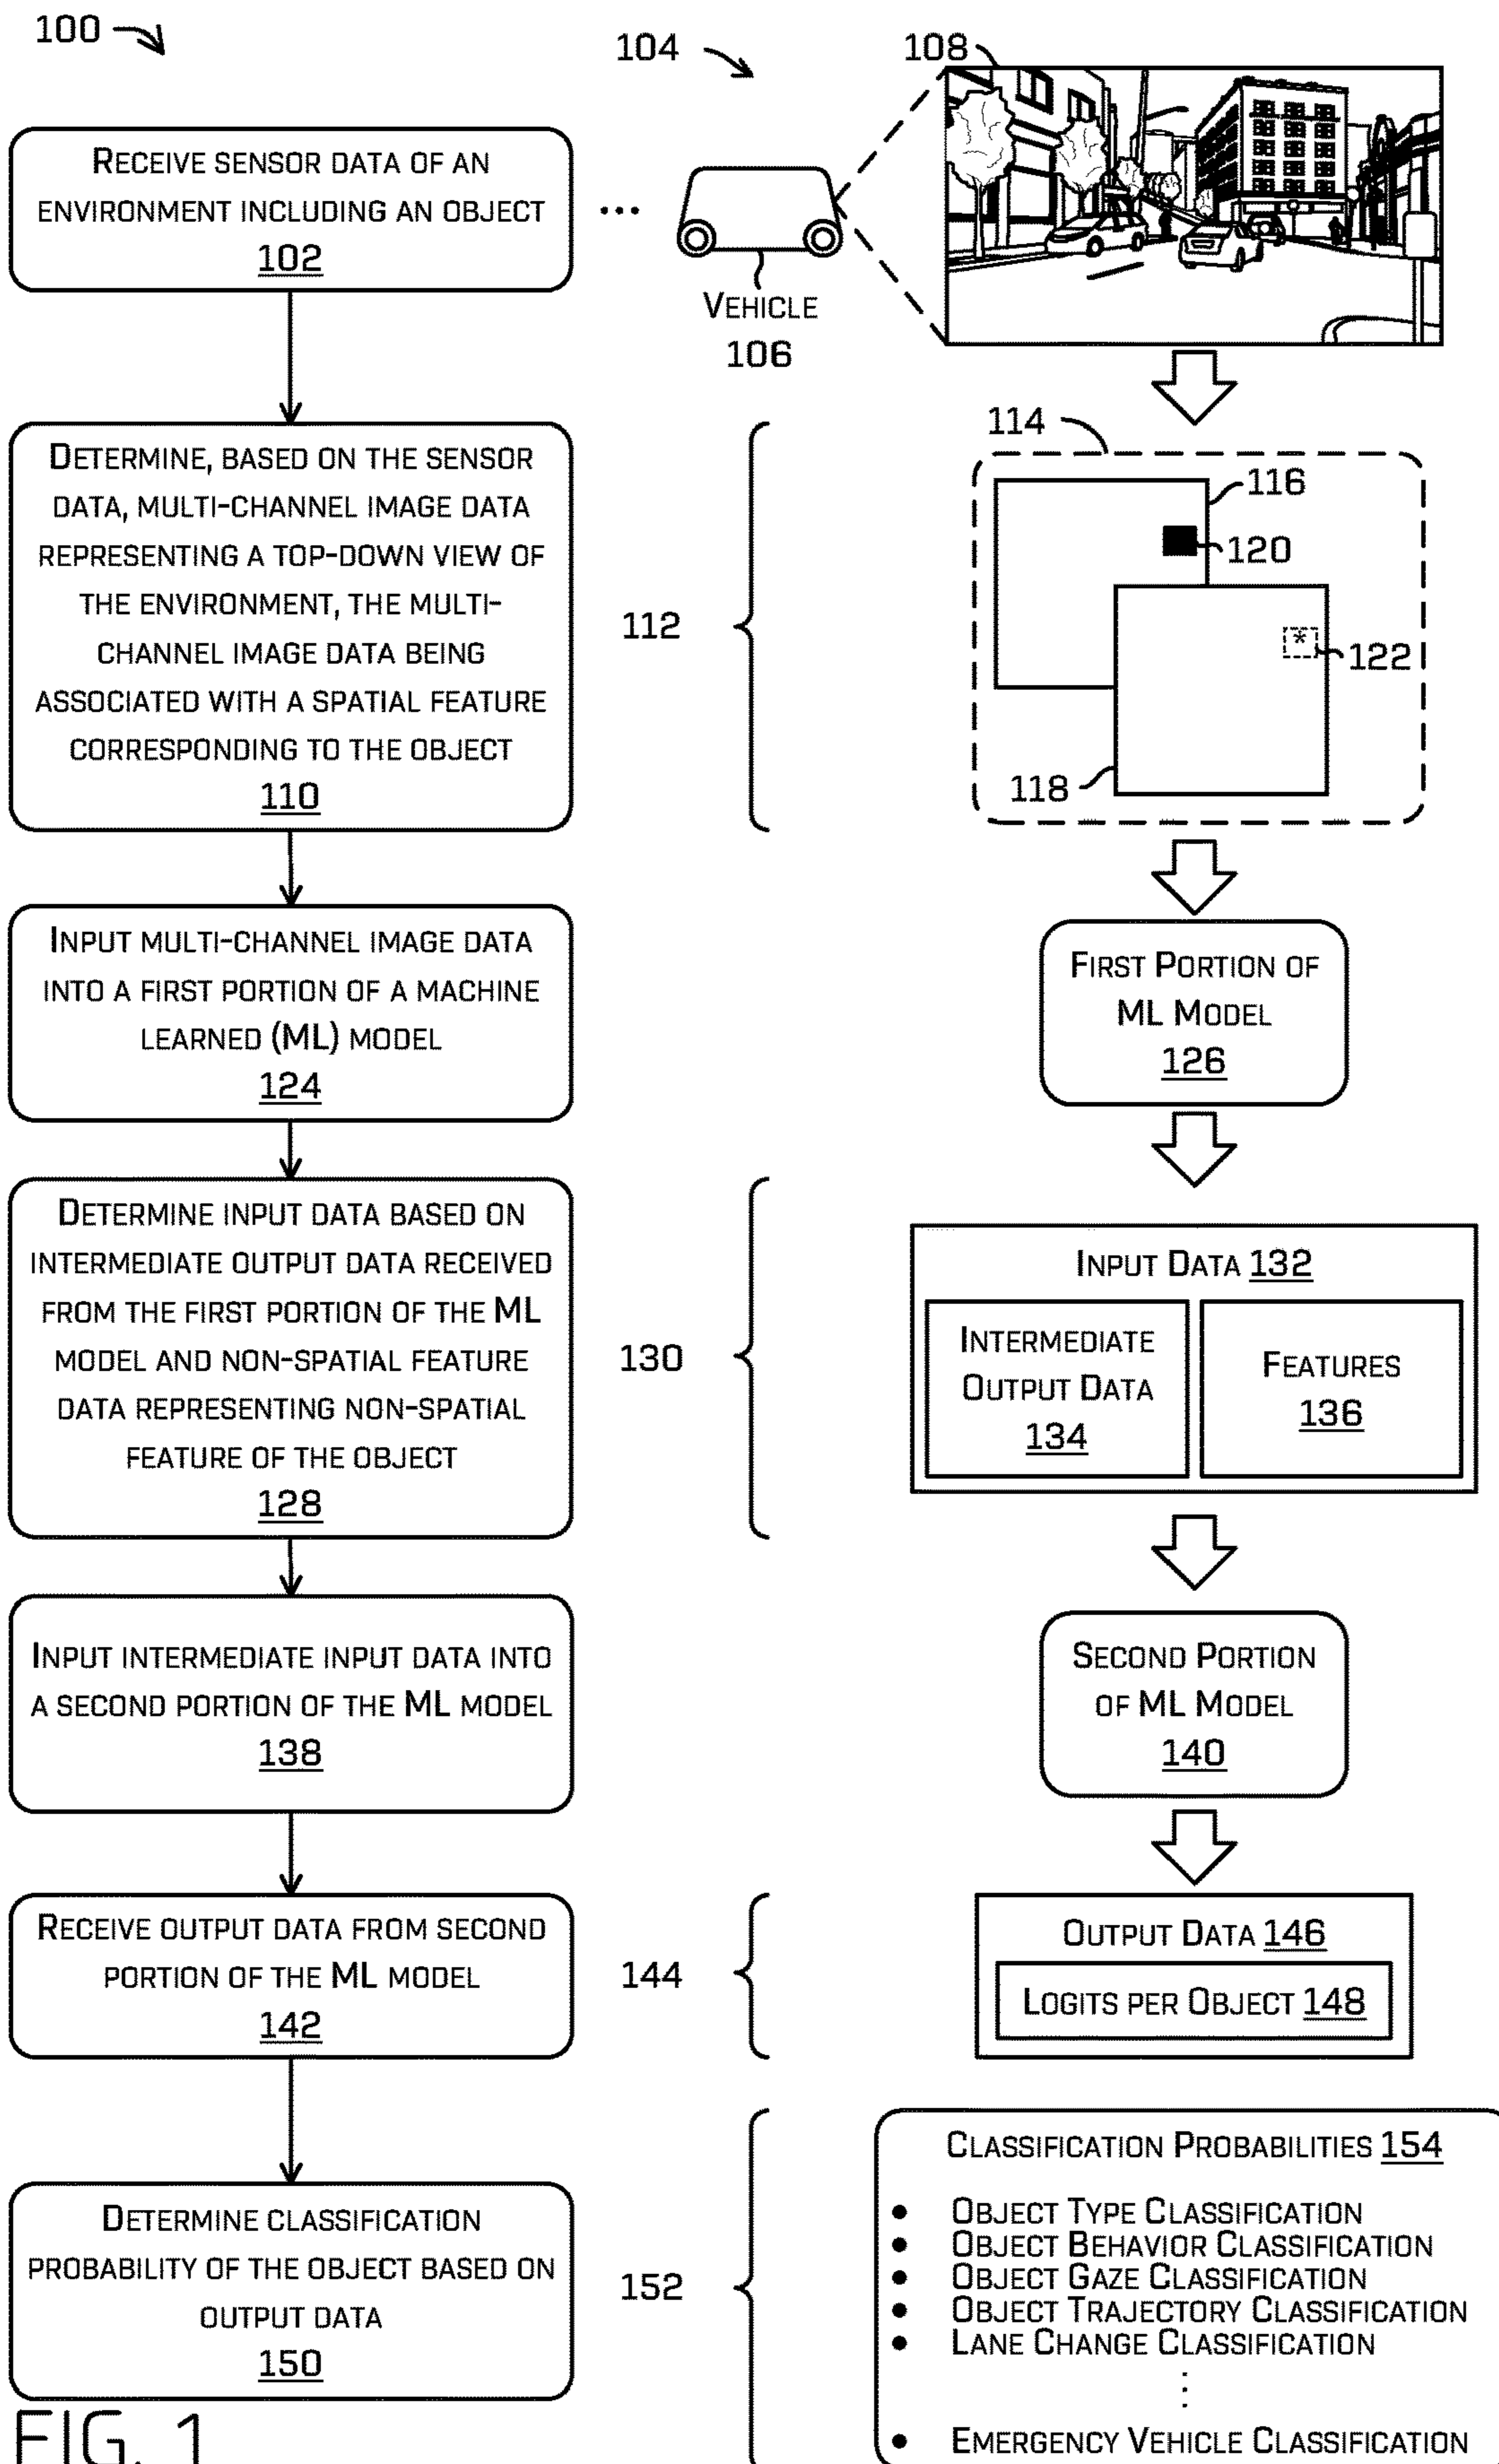 100
104
108
RECEIVE SENSOR DATA OF AN
ENVIRONMENT INCLUDING AN OBJECT
102
...
VEHICLE
106
DETERMINE, BASED ON THE SENSOR
DATA, MULTI-CHANNEL IMAGE DATA
REPRESENTING A TOP-DOWN VIEW OF
THE ENVIRONMENT, THE MULTI-
CHANNEL IMAGE DATA BEING
ASSOCIATED WITH A SPATIAL FEATURE
CORRESPONDING TO THE OBJECT
110
112
114
116
120
*
122
118
INPUT MULTI-CHANNEL IMAGE DATA
INTO A FIRST PORTION OF A MACHINE
LEARNED (ML) MODEL
124
FIRST PORTION OF
ML MODEL
126
DETERMINE INPUT DATA BASED ON
INTERMEDIATE OUTPUT DATA RECEIVED
FROM THE FIRST PORTION OF THE ML
MODEL AND NON-SPATIAL FEATURE
DATA REPRESENTING NON-SPATIAL
FEATURE OF THE OBJECT
128
130
INPUT DATA 132
INTERMEDIATE
OUTPUT DATA
134
FEATURES
136
INPUT INTERMEDIATE INPUT DATA INTO
A SECOND PORTION OF THE ML MODEL
138
SECOND PORTION
OF ML MODEL
140
RECEIVE OUTPUT DATA FROM SECOND
PORTION OF THE ML MODEL
142
144
OUTPUT DATA 146
LOGITS PER OBJECT 148
DETERMINE CLASSIFICATION
PROBABILITY OF THE OBJECT BASED ON
OUTPUT DATA
150
152
CLASSIFICATION PROBABILITIES 154
• OBJECT TYPE CLASSIFICATION
• OBJECT BEHAVIOR CLASSIFICATION
• OBJECT GAZE CLASSIFICATION
• OBJECT TRAJECTORY CLASSIFICATION
• LANE CHANGE CLASSIFICATION
⋮
• EMERGENCY VEHICLE CLASSIFICATION
FIG. 1